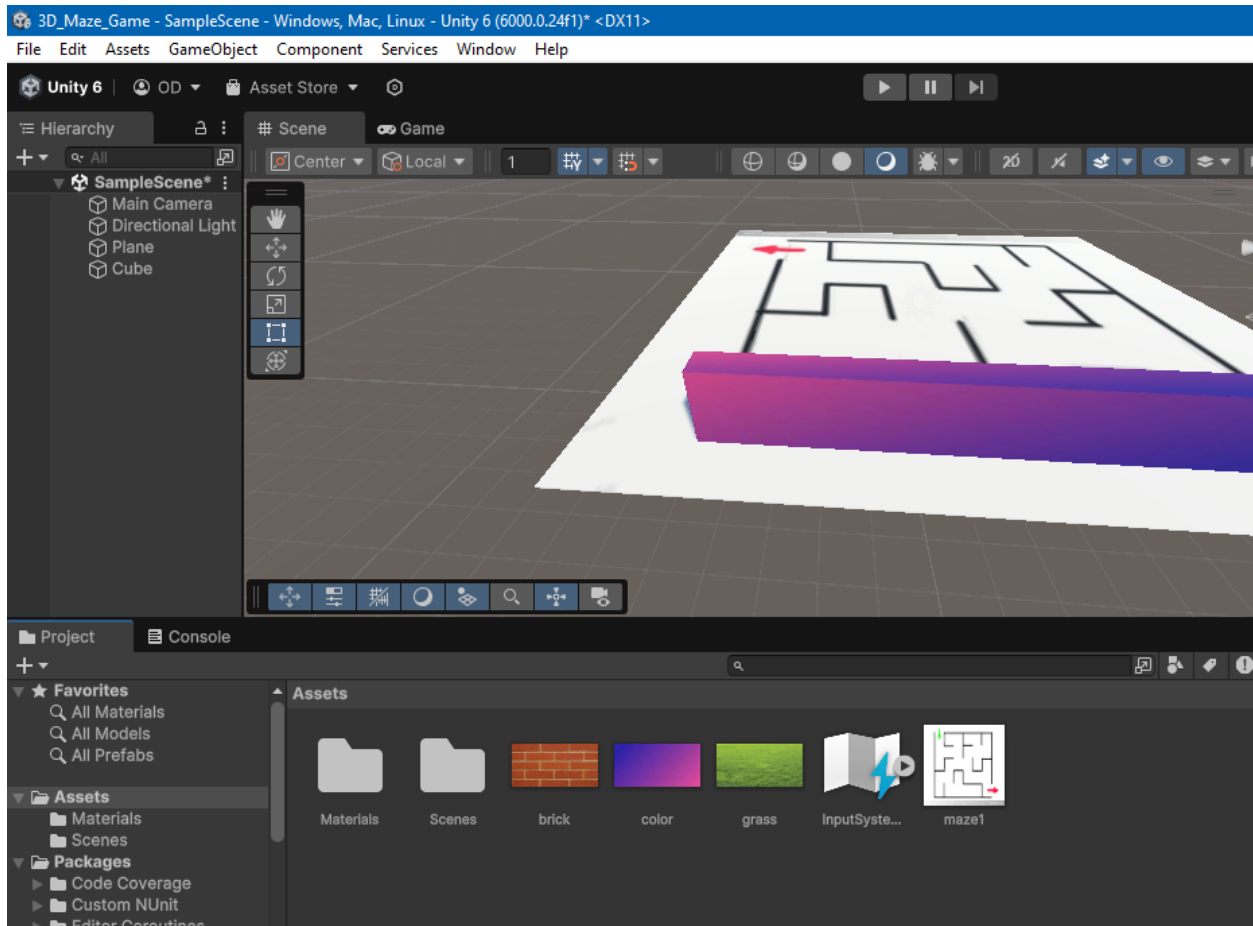 3D_Maze_Game - SampleScene - Windows, Mac, Linux - Unity 6 (6000.0.24f1)* <DX11>
File Edit Assets GameObject Component Services Window Help
Unity 6 OD Asset Store
Hierarchy Scene Game
All Center Local 1 2D
SampleScene*
Main Camera
Directional Light
Plane
Cube
Project Console
Favorites Assets
All Materials
All Models
All Prefabs
Assets
Materials
Scenes
Packages
Code Coverage
Custom NUnit
Editor Coroutines
Materials Scenes brick color grass InputSyste... maze1